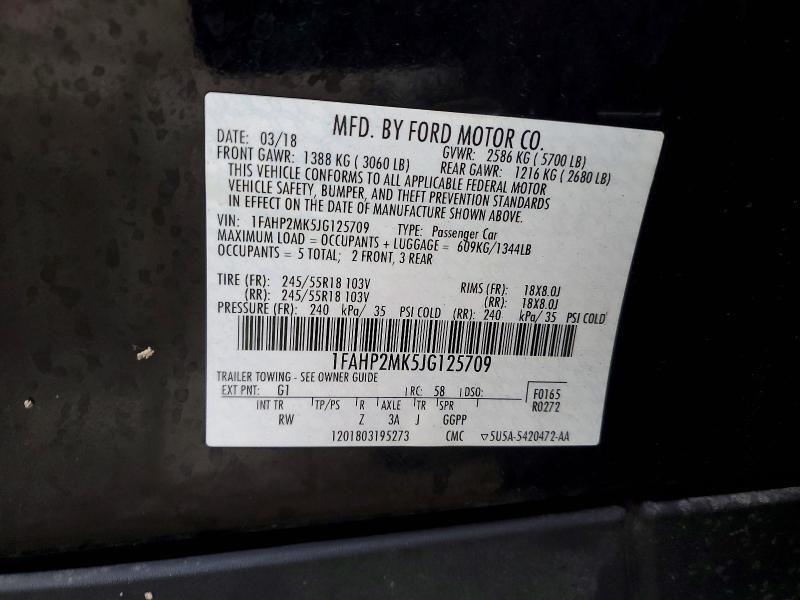 MFD. BY FORD MOTOR CO.
DATE: 03/18 GVWR: 2586 KG ( 5700 LB)
FRONT GAWR: 1388 KG ( 3060 LB) REAR GAWR: 1216 KG ( 2680 LB)
THIS VEHICLE CONFORMS TO ALL APPLICABLE FEDERAL MOTOR
VEHICLE SAFETY, BUMPER, AND THEFT PREVENTION STANDARDS
IN EFFECT ON THE DATE OF MANUFACTURE SHOWN ABOVE.
VIN: 1FAHP2MK5JG125709 TYPE: Passenger Car
MAXIMUM LOAD = OCCUPANTS + LUGGAGE = 609KG/1344LB
OCCUPANTS = 5 TOTAL; 2 FRONT, 3 REAR
TIRE (FR): 245/55R18 103V RIMS (FR): 18X8.0J
(RR): 245/55R18 103V (RR): 18X8.0J
PRESSURE (FR): 240 kPa/ 35 PSI COLD (RR): 240 kPa/ 35 PSI COLD
1FAHP2MK5JG125709
TRAILER TOWING - SEE OWNER GUIDE
EXT PNT: G1 RC: 58 DSO: F0165
INT TR TP/PS R AXLE TR SPR R0272
RW Z 3A J GGPP
1201803195273 CMC ▽5U5A-5420472-AA